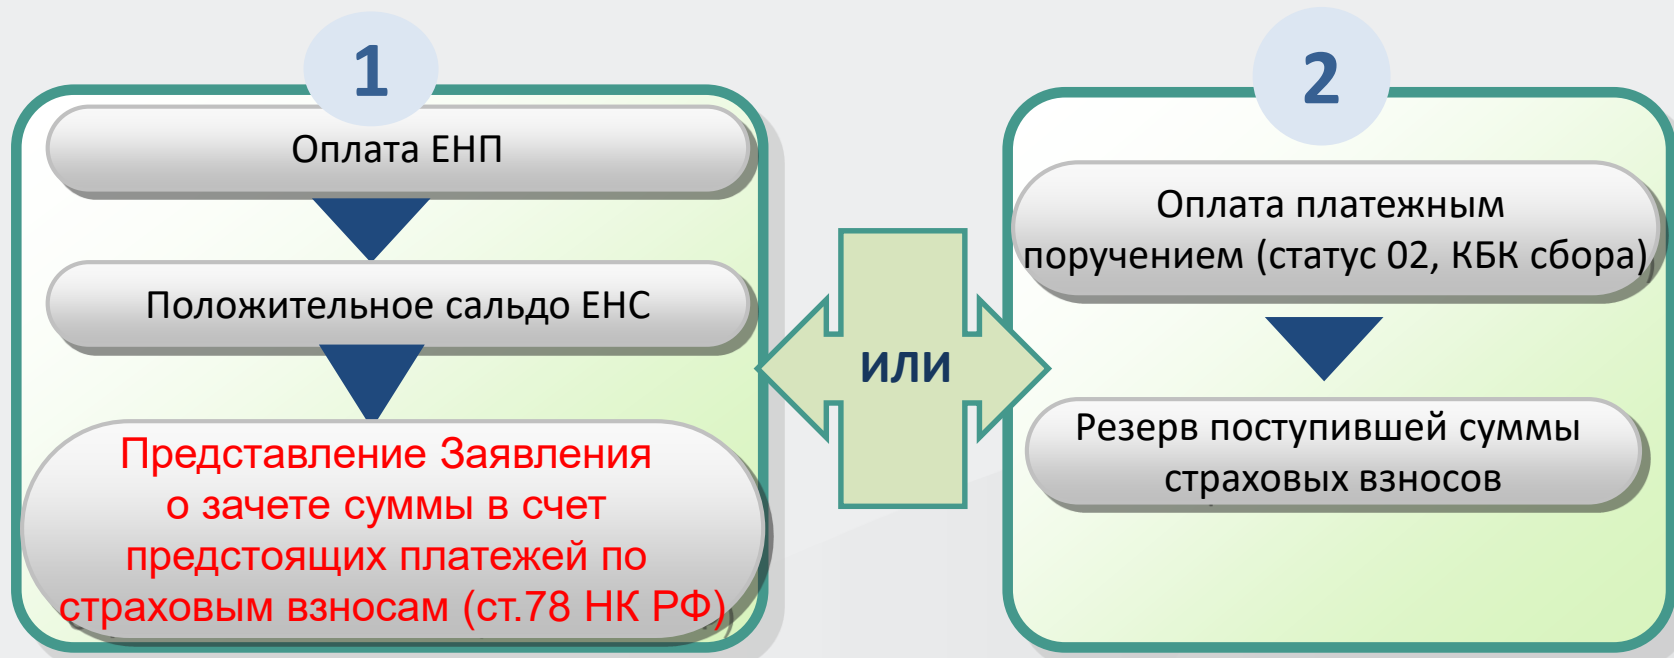 1
Оплата ЕНП
Положительное сальдо ЕНС
Представление Заявления
о зачете суммы в счет
предстоящих платежей по
страховым взносам (ст.78 НК РФ)
ИЛИ
2
Оплата платежным
поручением (статус 02, КБК сбора)
Резерв поступившей суммы
страховых взносов